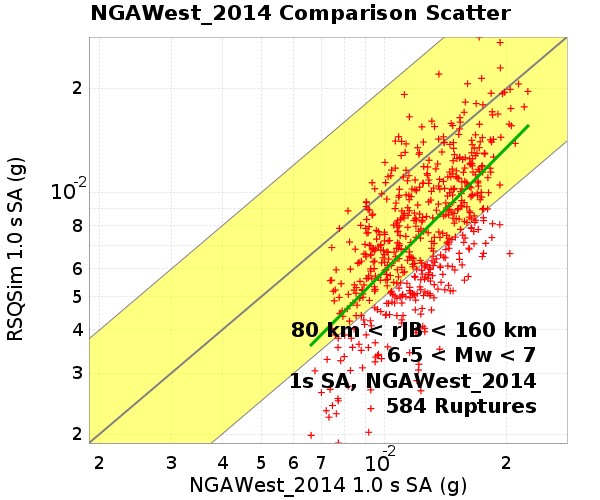 NGAWest_2014 Comparison Scatter
RSQSim 1.0 s SA (g)
2
10-2
8
6
5
4
3
2
80 km < rJB < 160 km
6.5 < Mw < 7
1s SA, NGAWest_2014
584 Ruptures
2 3 4 5 6 7 10-2 2
NGAWest_2014 1.0 s SA (g)